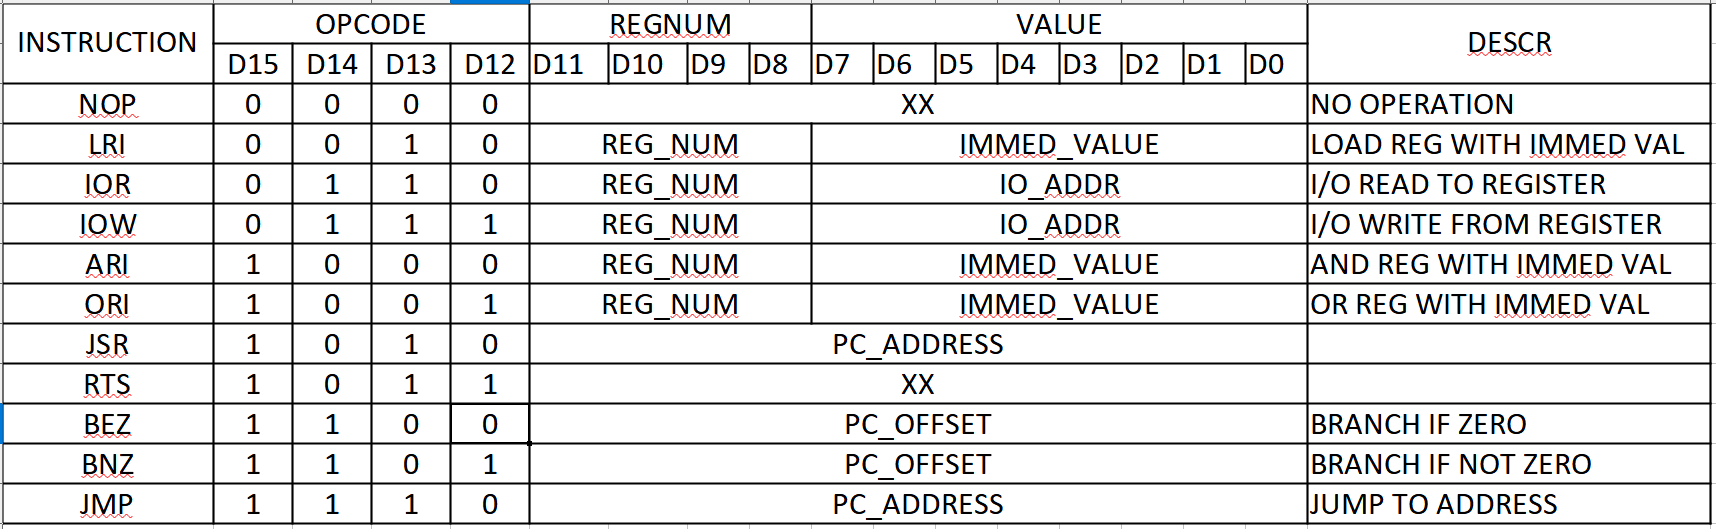 INSTRUCTION OPCODE REGNUM VALUE DESCR
D15 D14 D13 D12 D11 D10 D9 D8 D7 D6 D5 D4 D3 D2 D1 D0
NOP 0 0 0 0 XX NO OPERATION
LRI 0 0 1 0 REG_NUM IMMED_VALUE LOAD REG WITH IMMED VAL
IOR 0 1 1 0 REG_NUM IO_ADDR I/O READ TO REGISTER
IOW 0 1 1 1 REG_NUM IO_ADDR I/O WRITE FROM REGISTER
ARI 1 0 0 0 REG_NUM IMMED_VALUE AND REG WITH IMMED VAL
ORI 1 0 0 1 REG_NUM IMMED_VALUE OR REG WITH IMMED VAL
JSR 1 0 1 0 PC_ADDRESS
RTS 1 0 1 1 XX
BEZ 1 1 0 0 PC_OFFSET BRANCH IF ZERO
BNZ 1 1 0 1 PC_OFFSET BRANCH IF NOT ZERO
JMP 1 1 1 0 PC_ADDRESS JUMP TO ADDRESS